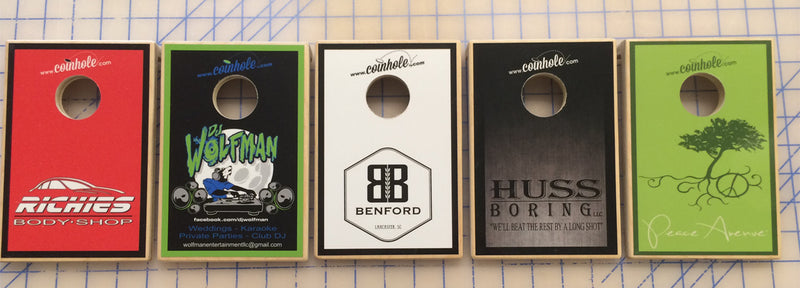 www.coinhole.com
RICHIES
BODY·SHOP
www.coinhole.com
DJ
WOLFMAN
facebook.com/djwolfman
Weddings - Karaoke
Private Parties - Club DJ
wolfmanentertainmentllc@gmail.com
www.coinhole.com
BB
BENFORD
LANCASTER, SC
www.coinhole.com
HUSS
BORING LLC
"WE'LL BEAT THE REST BY A LONG SHOT"
www.coinhole.com
Peace Avenue